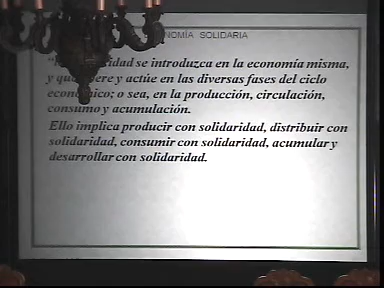 NOMÍA SOLIDARIA
dad se introduzca en la economía misma,
y que ere y actúe en las diversas fases del ciclo
económico; o sea, en la producción, circulación,
consumo y acumulación.
Ello implica producir con solidaridad, distribuir con
solidaridad, consumir con solidaridad, acumular y
desarrollar con solidaridad.